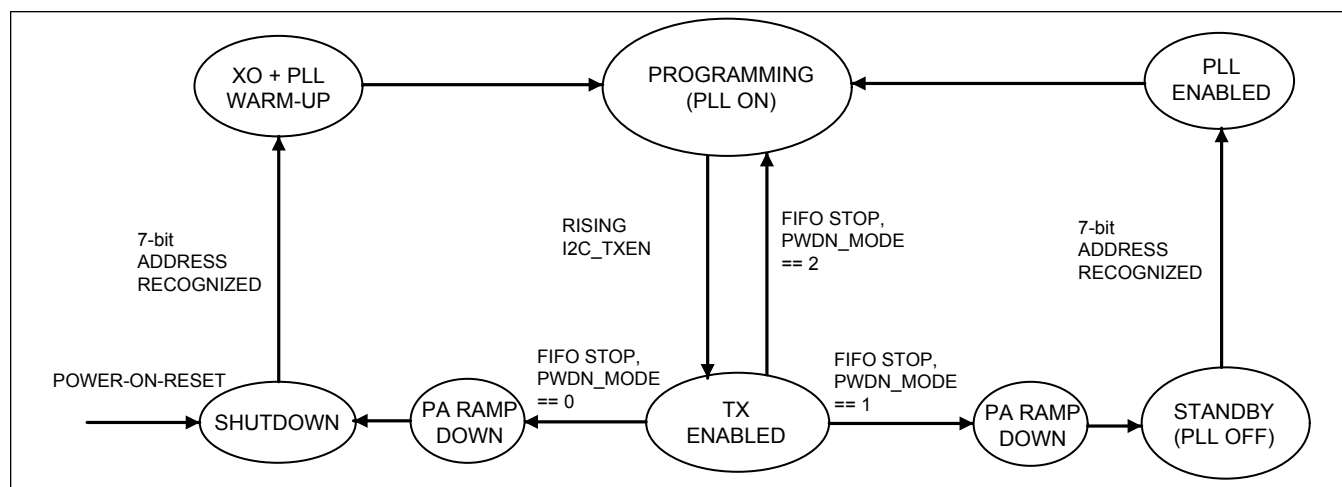 XO + PLL
WARM-UP
PROGRAMMING
(PLL ON)
PLL
ENABLED
7-bit
ADDRESS
RECOGNIZED
RISING
I2C_TXEN
FIFO STOP,
PWDN_MODE
== 2
7-bit
ADDRESS
RECOGNIZED
POWER-ON-RESET
SHUTDOWN
PA RAMP
DOWN
FIFO STOP,
PWDN_MODE
== 0
TX
ENABLED
FIFO STOP,
PWDN_MODE
== 1
PA RAMP
DOWN
STANDBY
(PLL OFF)